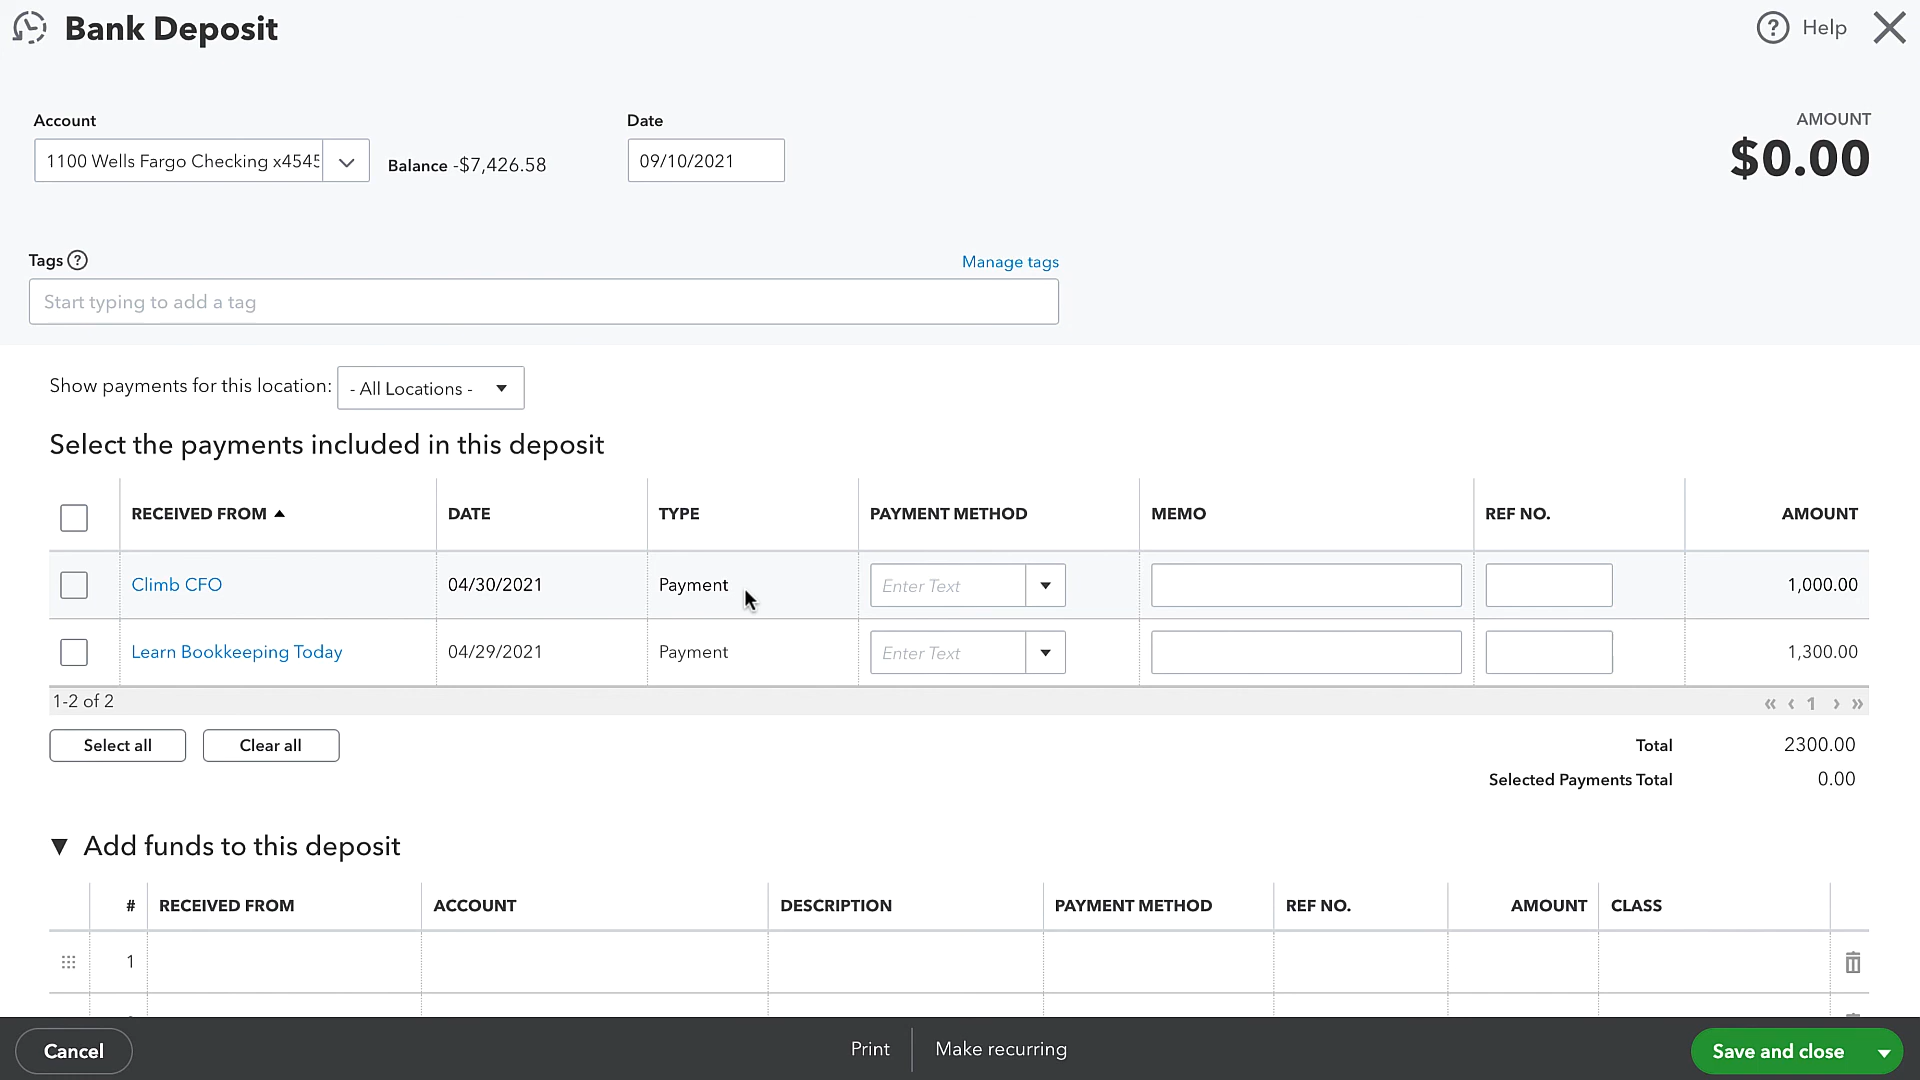 Bank Deposit
? Help
Account
Date
AMOUNT
1100 Wells Fargo Checking x4545
Balance -$7,426.58
09/10/2021
$0.00
Tags ?
Manage tags
Start typing to add a tag
Show payments for this location: - All Locations -
Select the payments included in this deposit
RECEIVED FROM DATE TYPE PAYMENT METHOD MEMO REF NO. AMOUNT
Climb CFO 04/30/2021 Payment Enter Text 1,000.00
Learn Bookkeeping Today 04/29/2021 Payment Enter Text 1,300.00
1-2 of 2 « ‹ 1 › »
Select all Clear all Total 2300.00
Selected Payments Total 0.00
Add funds to this deposit
# RECEIVED FROM ACCOUNT DESCRIPTION PAYMENT METHOD REF NO. AMOUNT CLASS
1
Cancel Print Make recurring Save and close